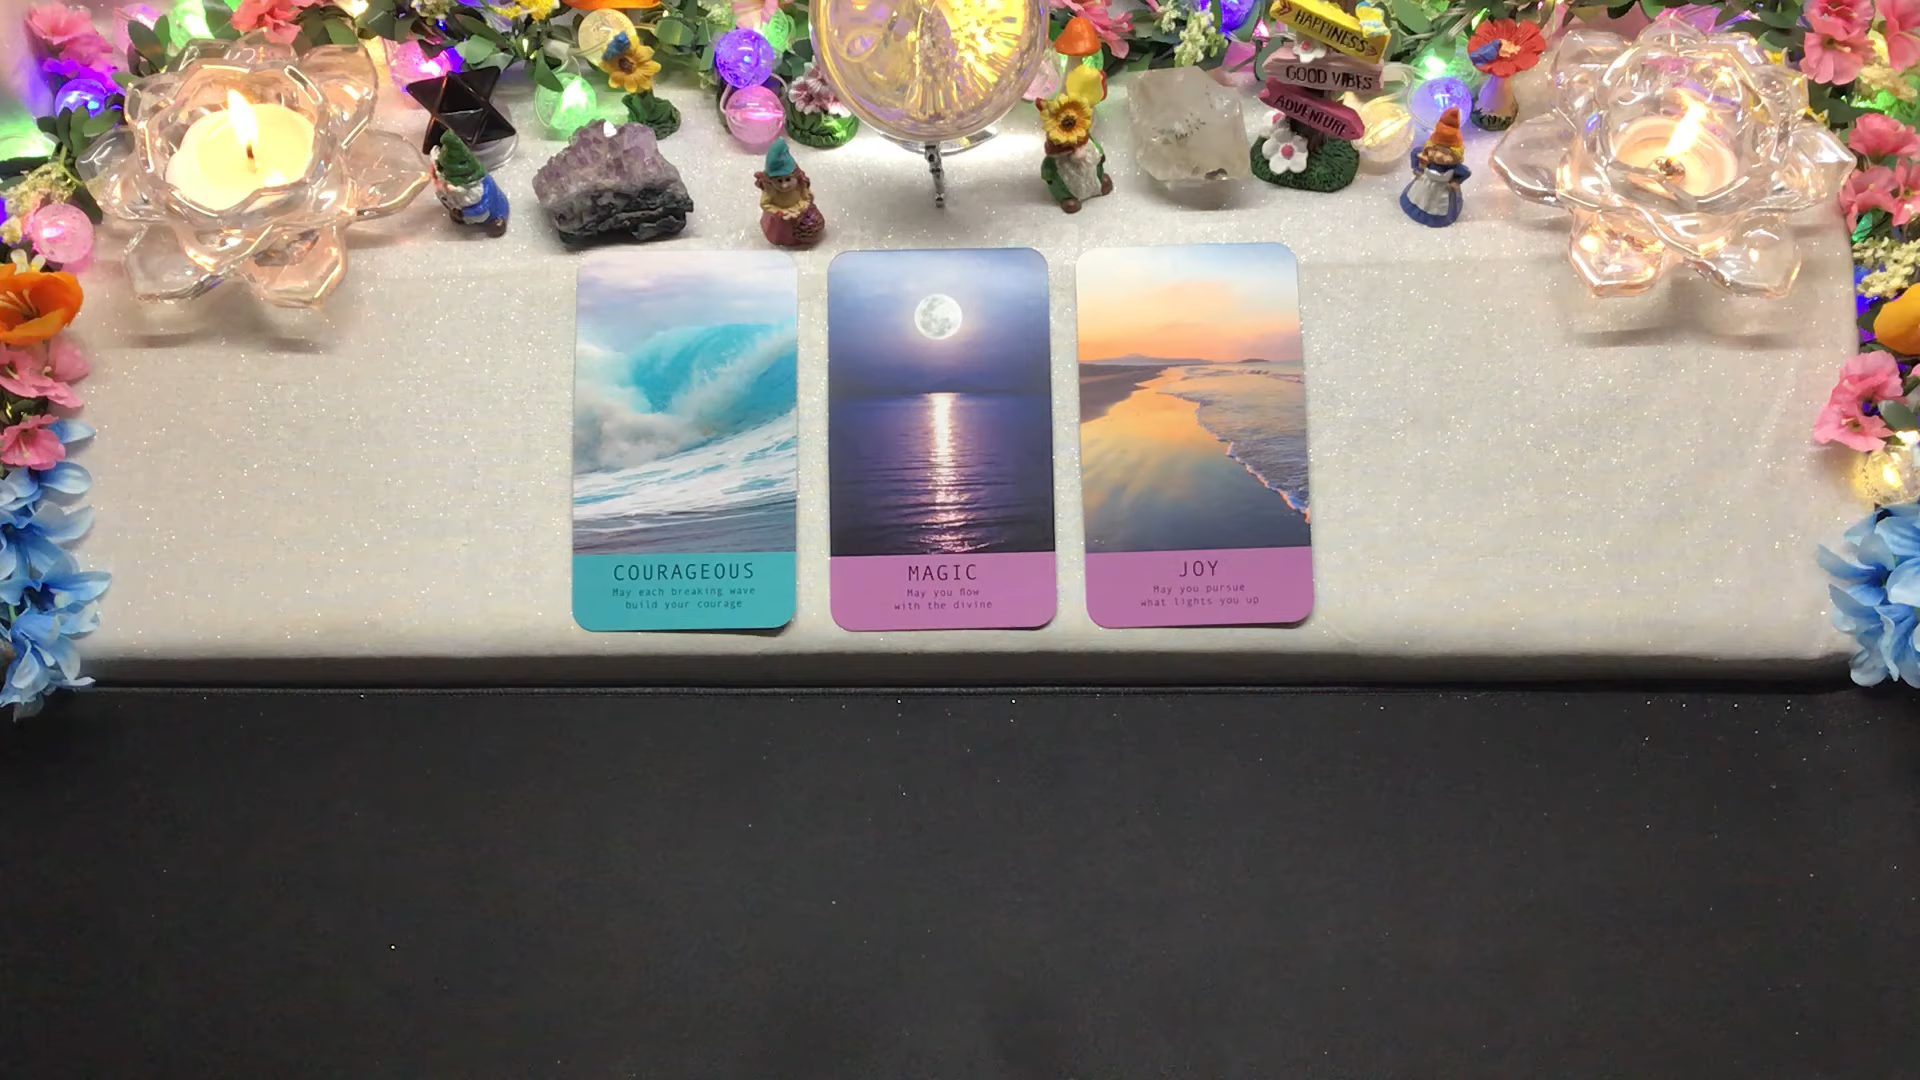 HAPPINESS
GOOD VIBES
ADVENTURE
COURAGEOUS
May each breaking wave
build your courage
MAGIC
May you flow
with the divine
JOY
May you pursue
what lights you up